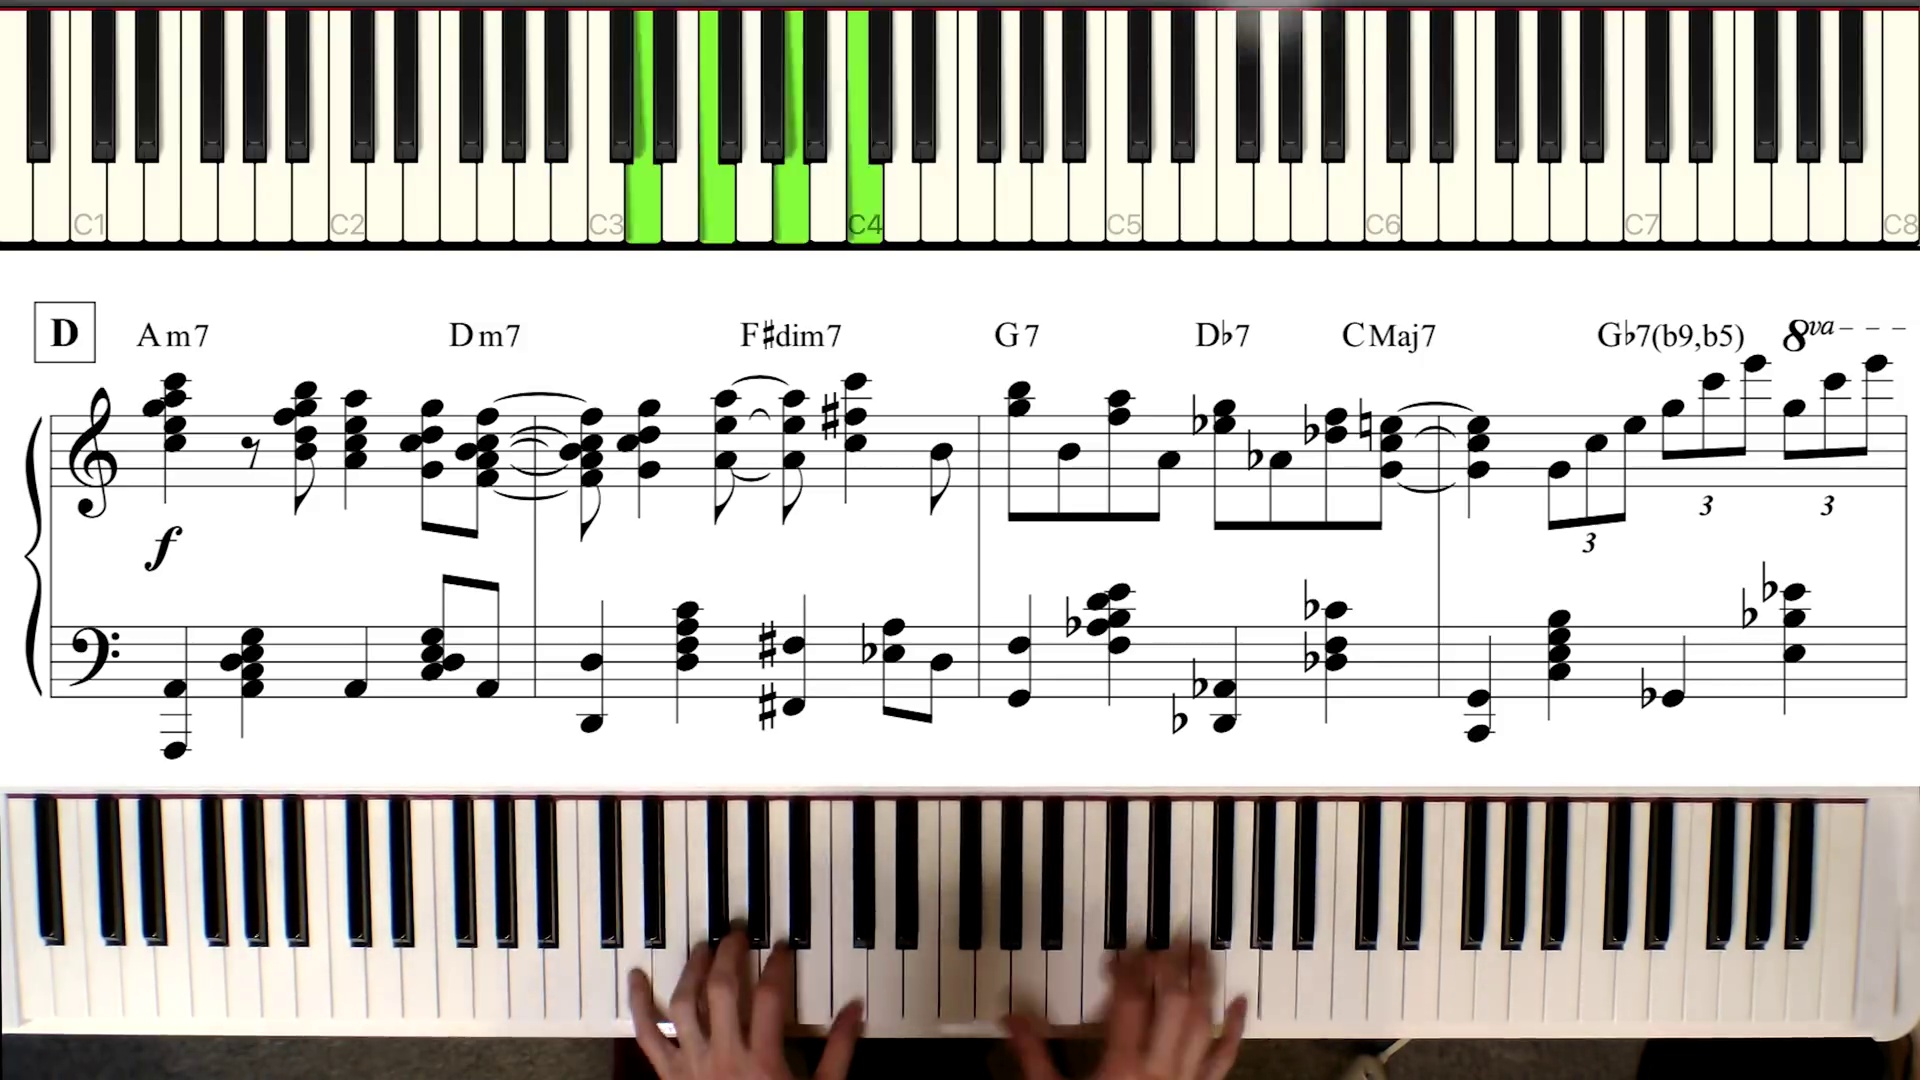 C1 C2 C3 C4 C5 C6 C7 C8
D Am7 Dm7 F♯dim7 G7 D♭7 CMaj7 G♭7(b9,b5) 8va
f
3 3
3